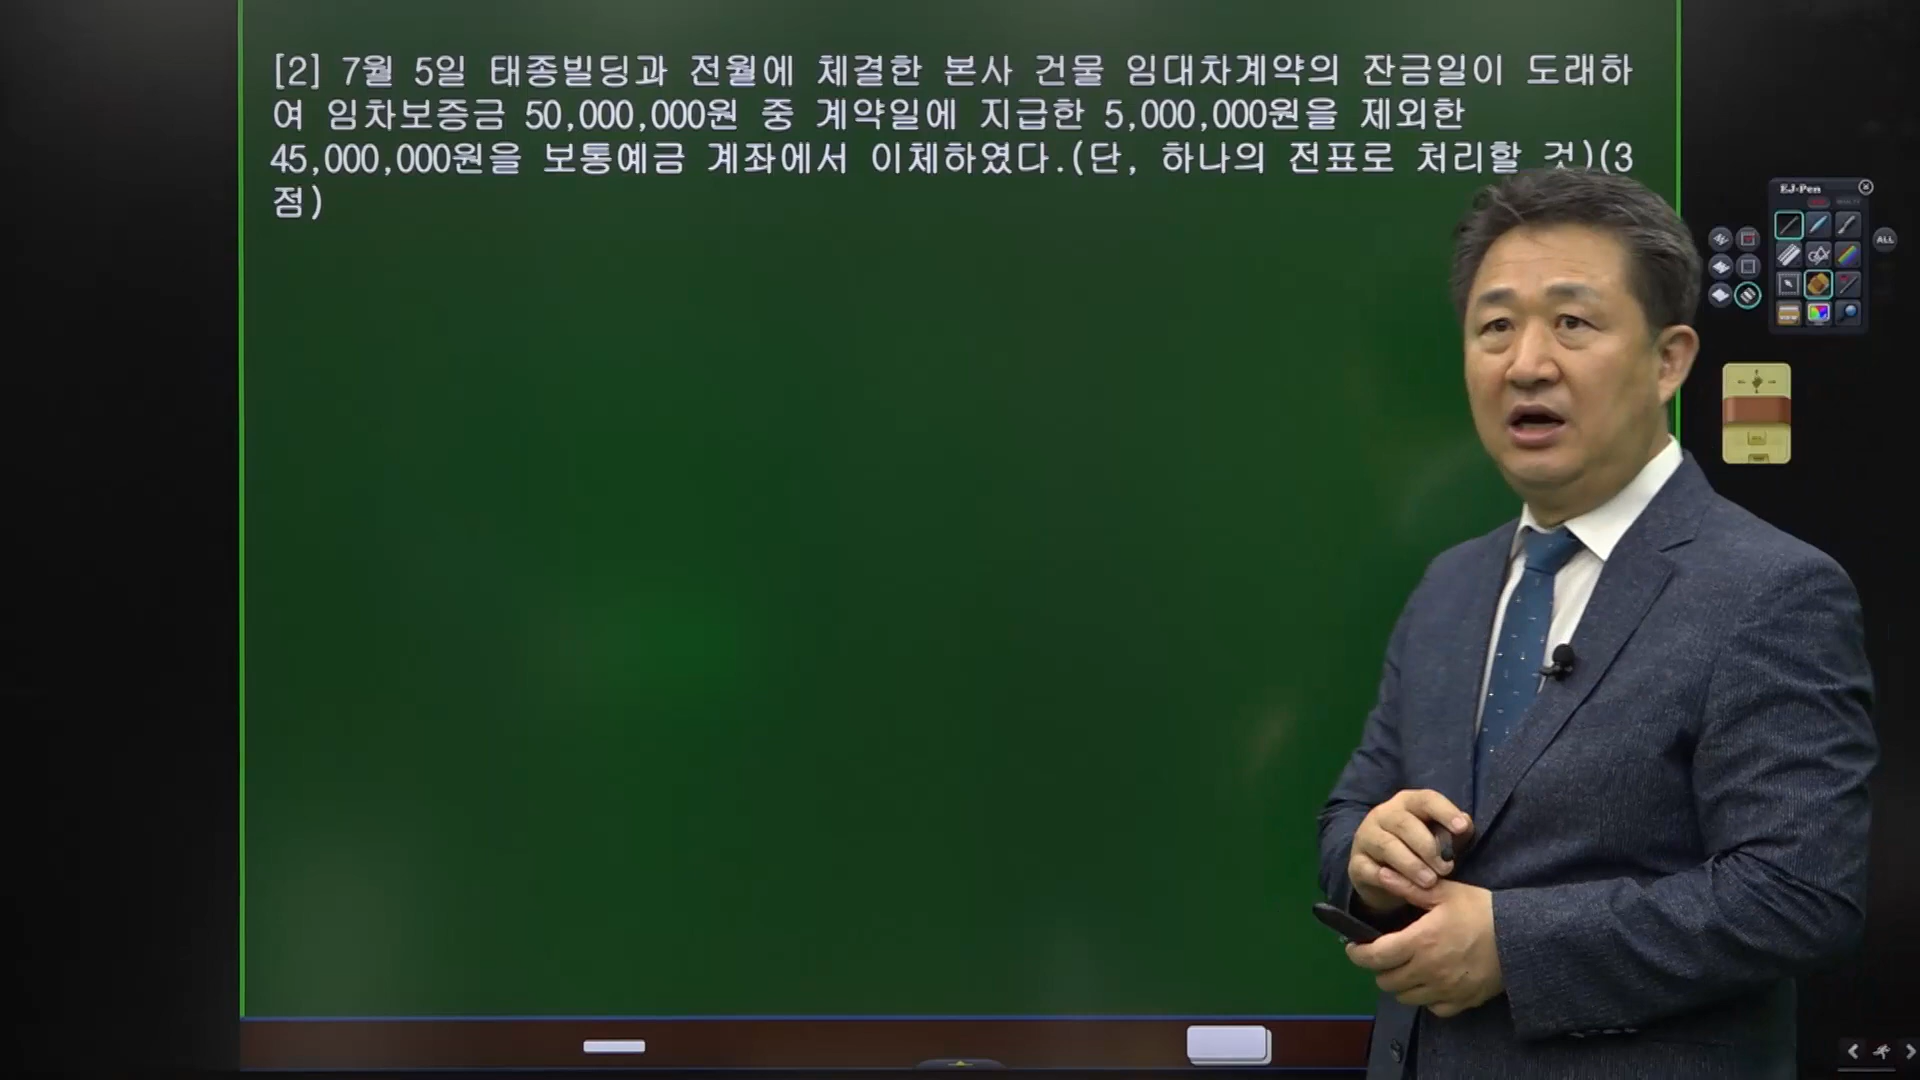 [2] 7월 5일 태종빌딩과 전월에 체결한 본사 건물 임대차계약의 잔금일이 도래하
여 임차보증금 50,000,000원 중 계약일에 지급한 5,000,000원을 제외한
45,000,000원을 보통예금 계좌에서 이체하였다.(단, 하나의 전표로 처리할 것)(3
점)
EJ-Pen
ALL